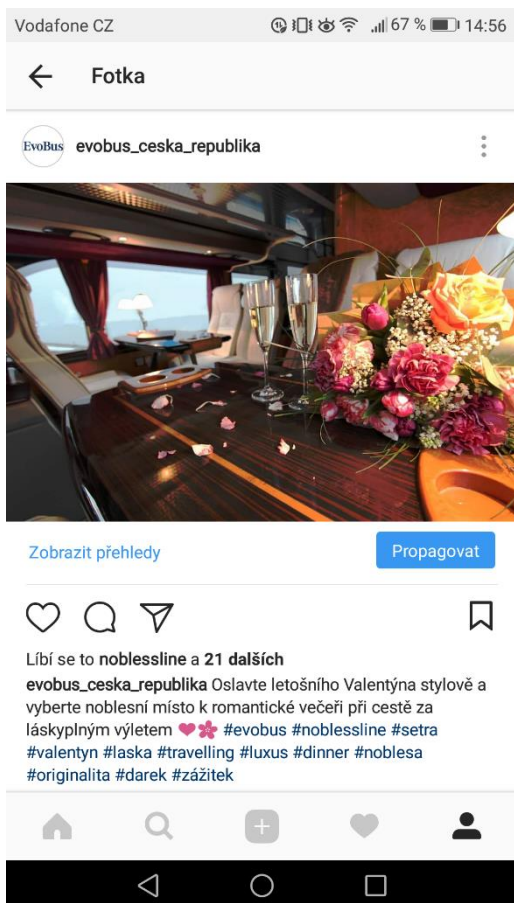 Vodafone CZ 67 % 14:56
Fotka
EvoBus evobus_ceska_republika
Zobrazit přehledy Propagovat
Líbí se to noblessline a 21 dalších
evobus_ceska_republika Oslavte letošního Valentýna stylově a
vyberte noblesní místo k romantické večeři při cestě za
láskyplným výletem ❤️🌸 #evobus #noblessline #setra
#valentyn #laska #travelling #luxus #dinner #noblesa
#originalita #darek #zážitek